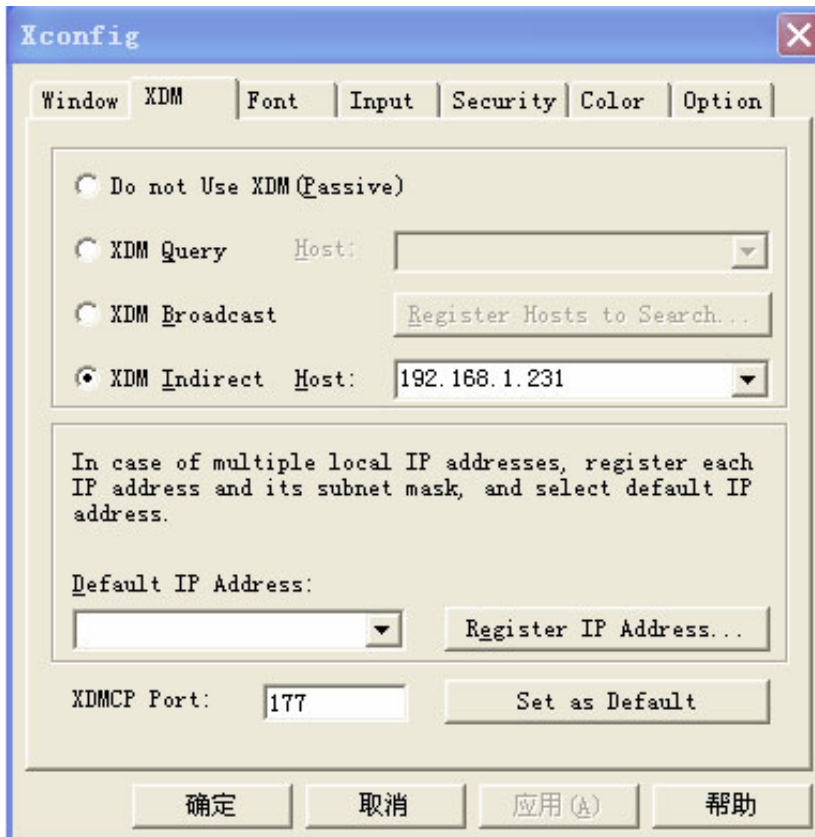 Xconfig
Window XDM Font Input Security Color Option
Do not Use XDM(Passive)
XDM Query Host:
XDM Broadcast Register Hosts to Search...
XDM Indirect Host: 192.168.1.231
In case of multiple local IP addresses, register each
IP address and its subnet mask, and select default IP
address.
Default IP Address:
Register IP Address...
XDMCP Port: 177 Set as Default
确定 取消 应用(A) 帮助